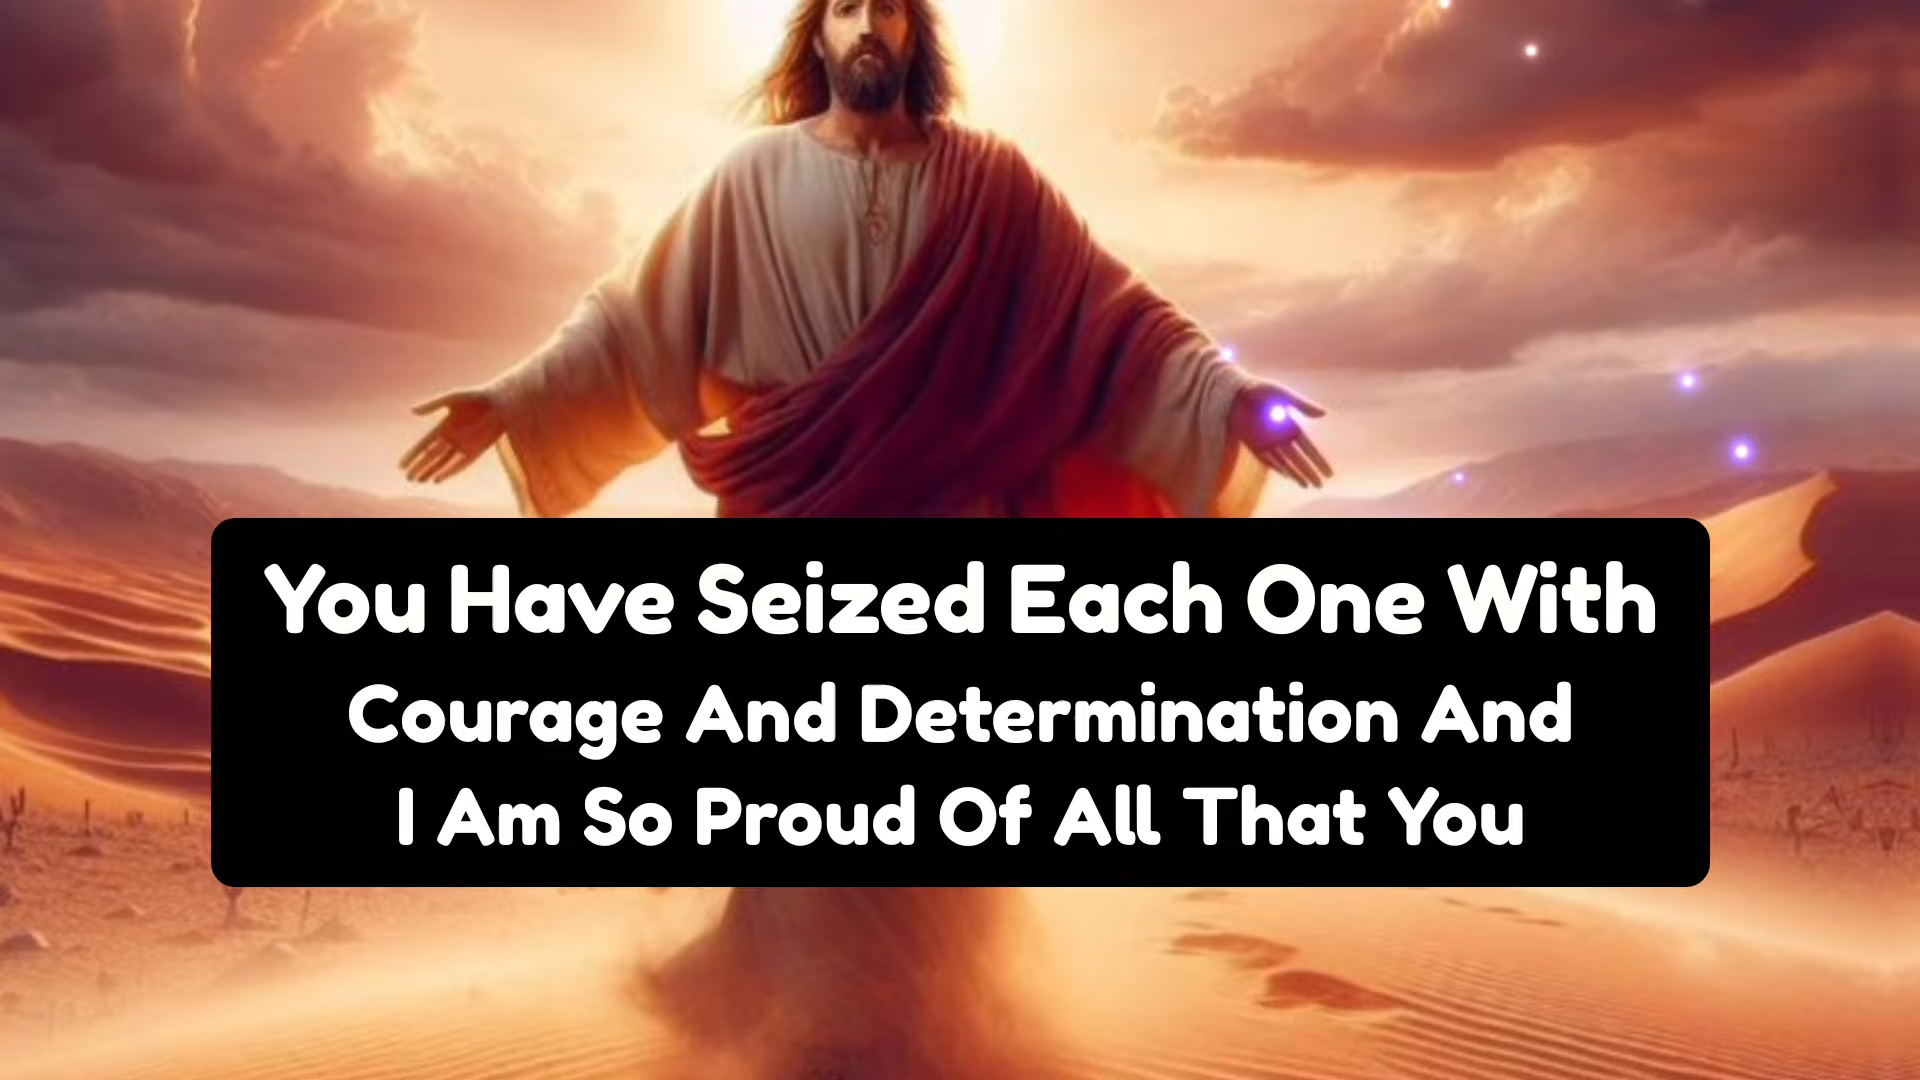 You Have Seized Each One With
Courage And Determination And
I Am So Proud Of All That You